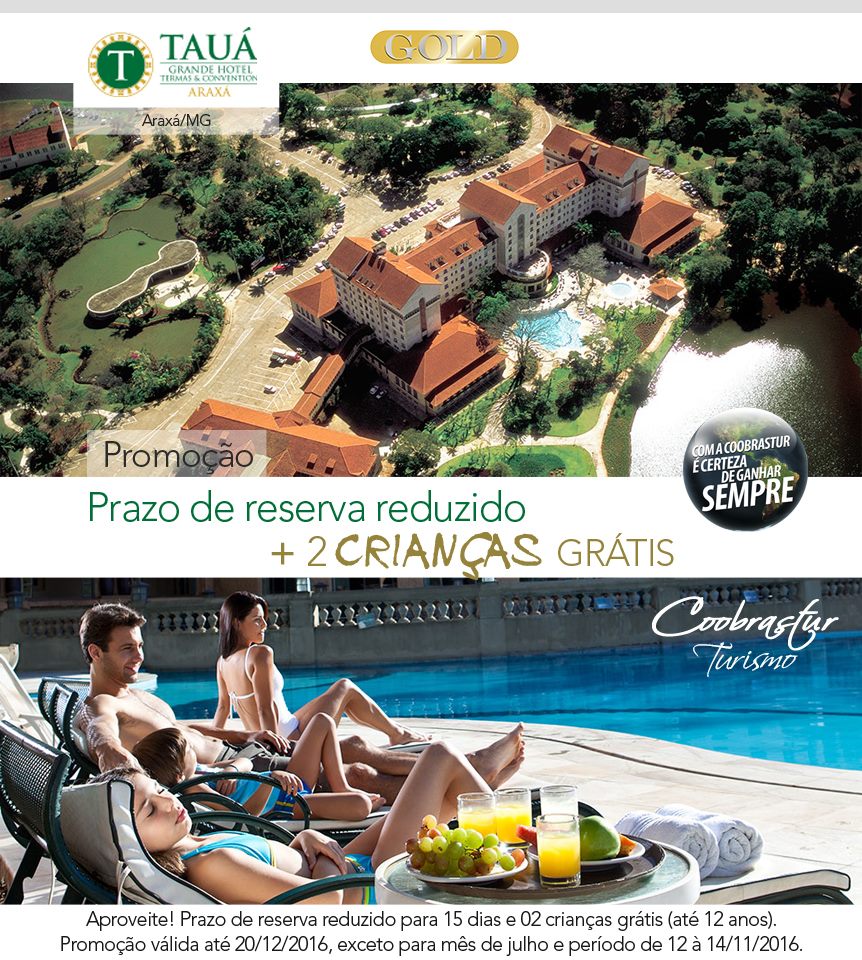 T
TAUÁ
GRANDE HOTEL
TERMAS & CONVENTION
ARAXÁ
GOLD
Araxá/MG
Promoção
COM A COOBRASTUR
É CERTEZA
DE GANHAR
SEMPRE
Prazo de reserva reduzido
+ 2 CRIANÇAS GRÁTIS
Coobrastur
Turismo
Aproveite! Prazo de reserva reduzido para 15 dias e 02 crianças grátis (até 12 anos).
Promoção válida até 20/12/2016, exceto para mês de julho e período de 12 à 14/11/2016.